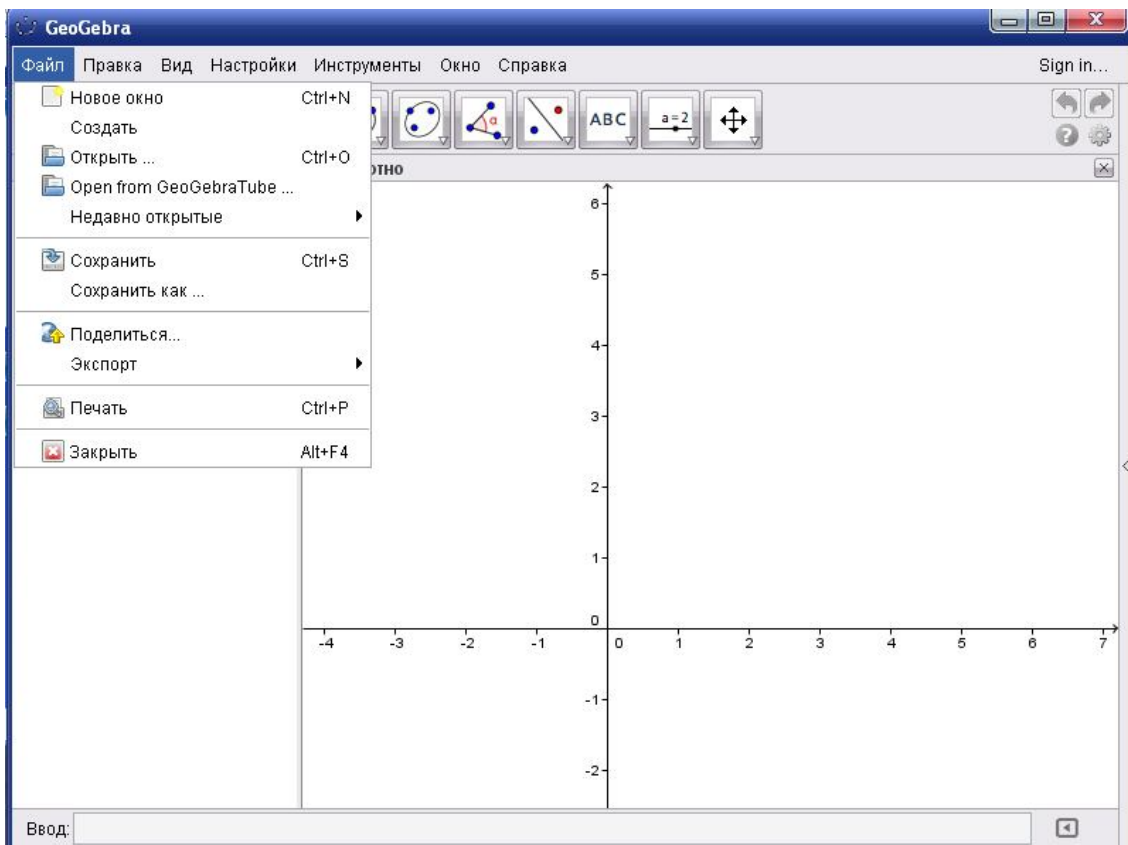 GeoGebra
Файл Правка Вид Настройки Инструменты Окно Справка Sign in...
Новое окно Ctrl+N
Создать
Открыть ... Ctrl+O
Open from GeoGebraTube ...
Недавно открытые
Сохранить Ctrl+S
Сохранить как ...
Поделиться...
Экспорт
Печать Ctrl+P
Закрыть Alt+F4
α ABC a=2
отно
6
5
4
3
2
1
0
-4 -3 -2 -1 0 1 2 3 4 5 6 7
-1
-2
Ввод: